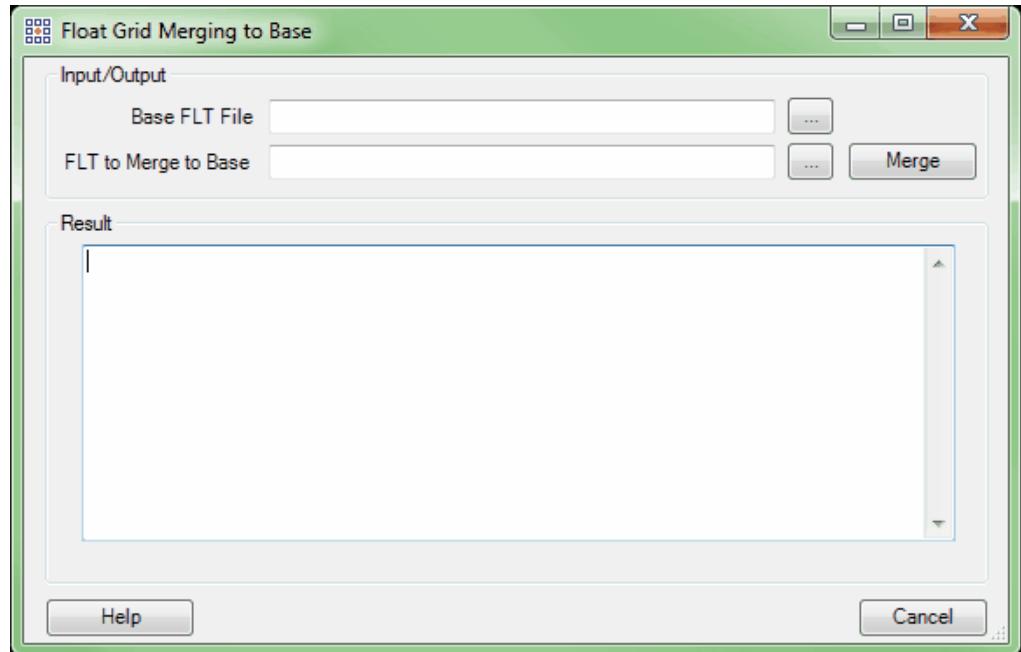 Float Grid Merging to Base
Input/Output
Base FLT File ...
FLT to Merge to Base ... Merge
Result
Help Cancel